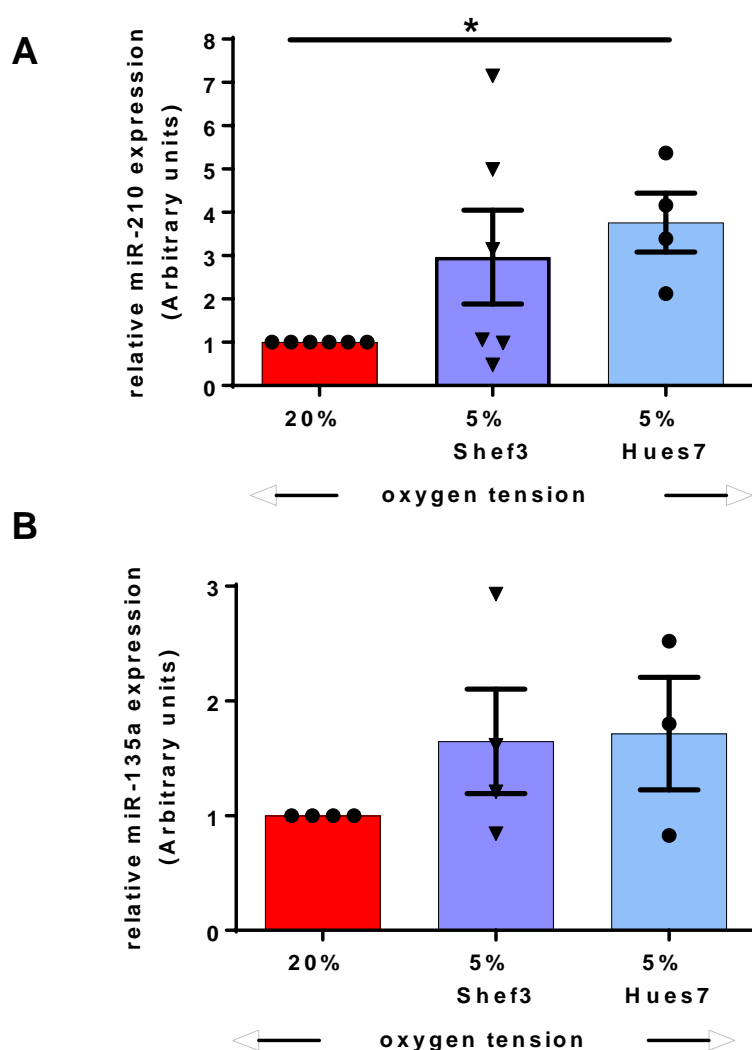 A
relative miR-210 expression
(Arbitrary units)
*
8
7
6
5
4
3
2
1
0
20%
5%
Shef3
5%
Hues7
oxygen tension
B
relative miR-135a expression
(Arbitrary units)
3
2
1
0
20%
5%
Shef3
5%
Hues7
oxygen tension